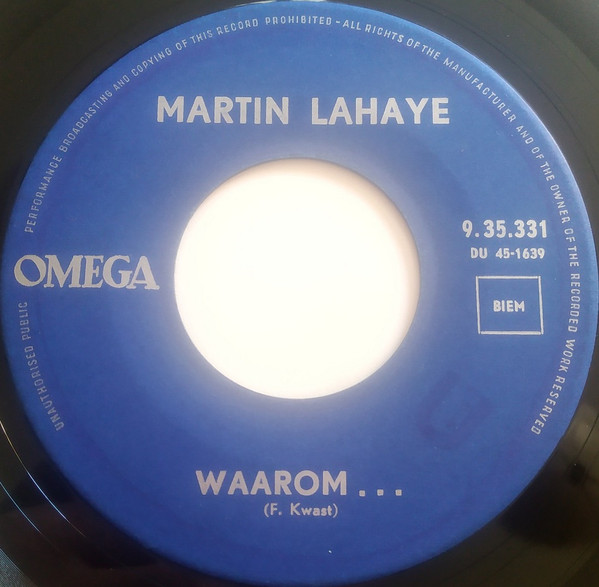 UNAUTHORISED PUBLIC PERFORMANCE BROADCASTING AND COPYING OF THIS RECORD PROHIBITED - ALL RIGHTS OF THE MANUFACTURER AND OF THE OWNER OF THE RECORDED WORK RESERVED
MARTIN LAHAYE
9.35.331
DU 45-1639
OMEGA
BIEM
WAAROM...
(F. Kwast)